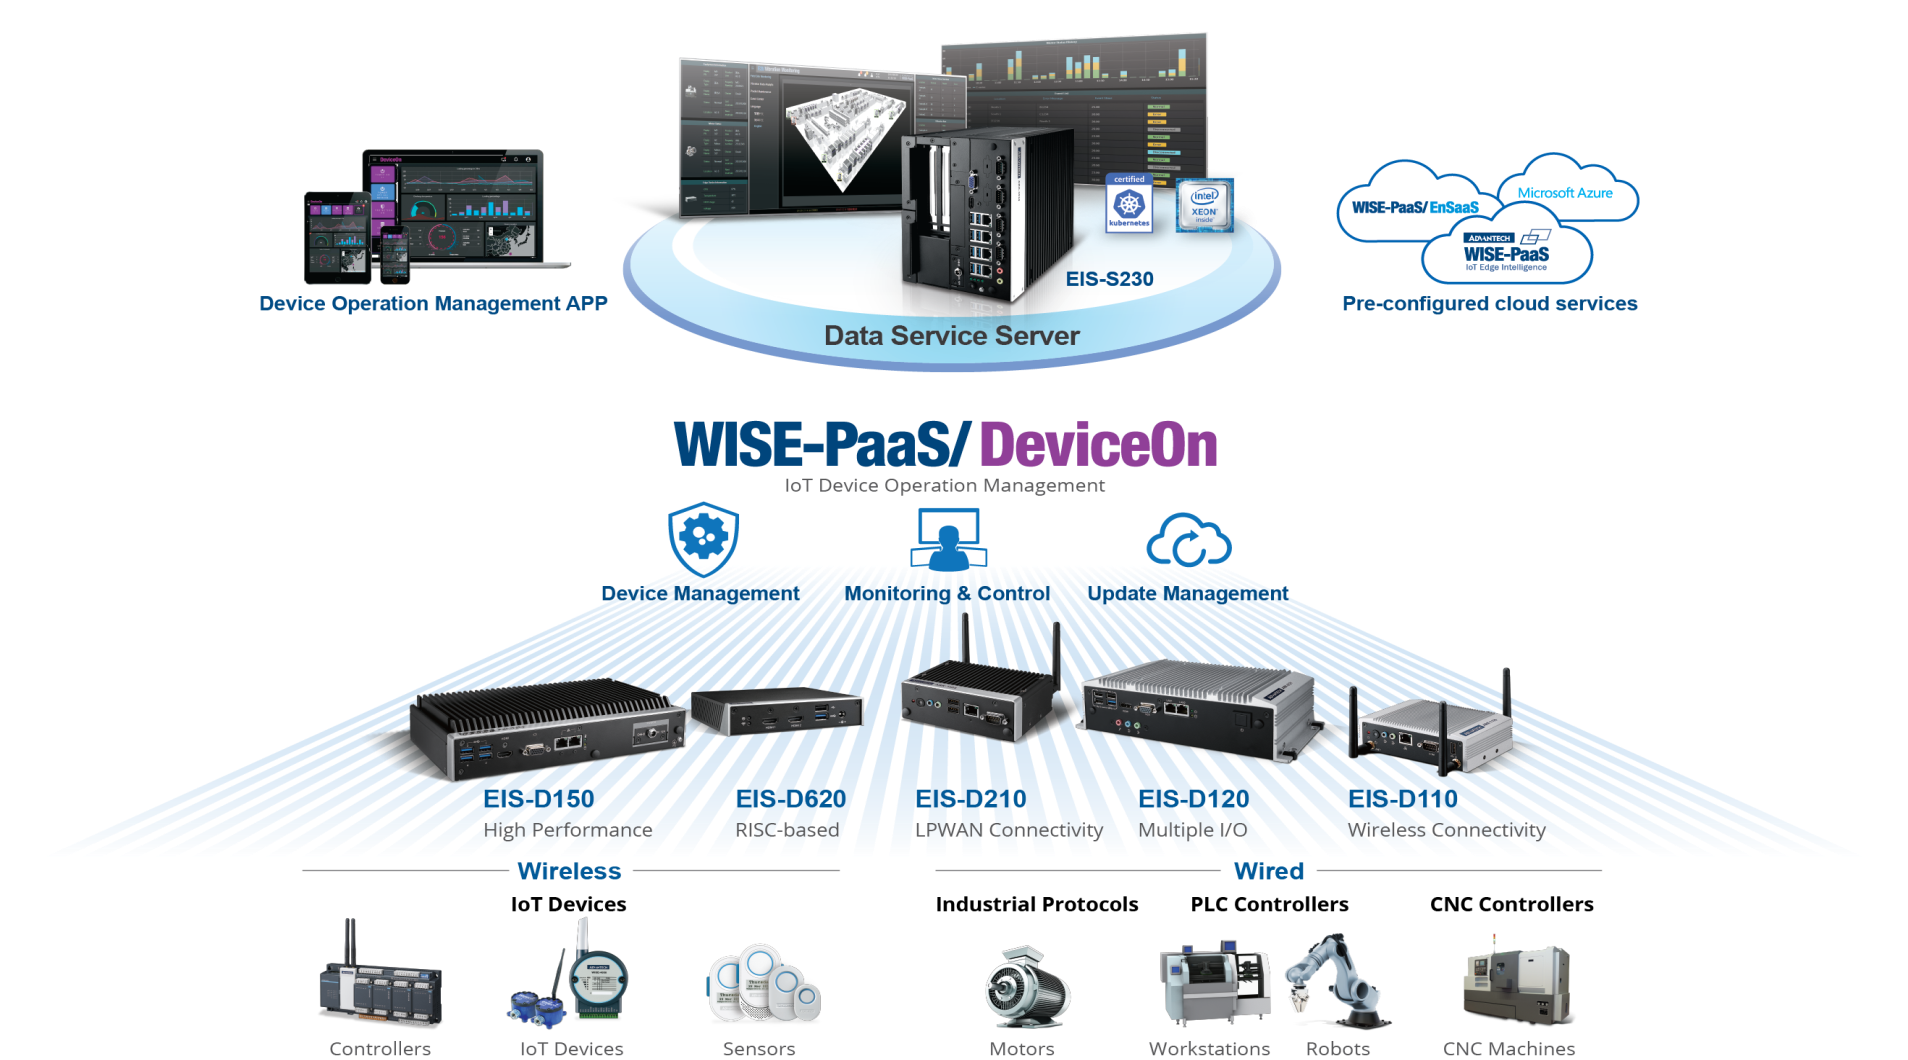 DeviceOn
certified
kubernetes
intel
XEON
inside
EIS-S230
Data Service Server
Device Operation Management APP
WISE-PaaS/ EnSaaS
Microsoft Azure
ADVANTECH
WISE-PaaS
IoT Edge Intelligence
Pre-configured cloud services
WISE-PaaS/ DeviceOn
IoT Device Operation Management
Device Management
Monitoring & Control
Update Management
EIS-D150
High Performance
EIS-D620
RISC-based
EIS-D210
LPWAN Connectivity
EIS-D120
Multiple I/O
EIS-D110
Wireless Connectivity
Wireless
IoT Devices
Controllers
IoT Devices
Sensors
Wired
Industrial Protocols
PLC Controllers
CNC Controllers
Motors
Workstations
Robots
CNC Machines